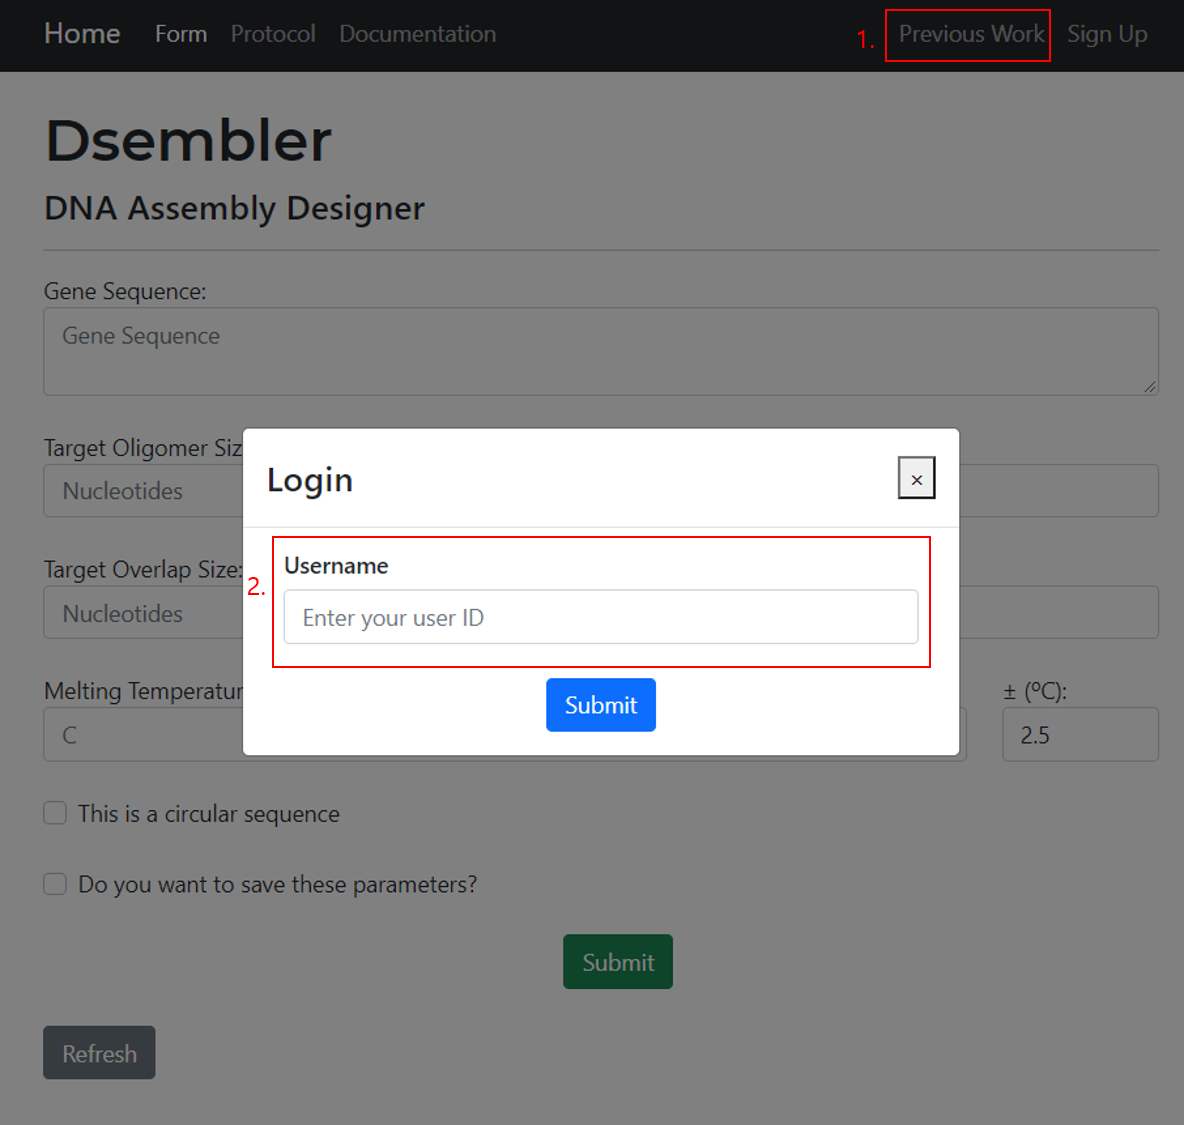 Home Form Protocol Documentation 1. Previous Work Sign Up
Dsembler
DNA Assembly Designer
Gene Sequence:
Gene Sequence
Target Oligomer Siz
Nucleotides
Login ×
Target Overlap Size:
Nucleotides
2. Username
Enter your user ID
Submit
Melting Temperatur ± (ºC):
C 2.5
This is a circular sequence
Do you want to save these parameters?
Submit
Refresh